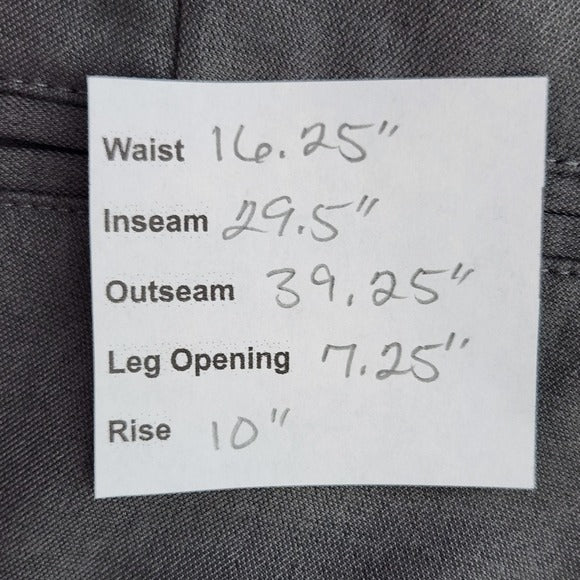 Waist 16.25"
Inseam 29.5"
Outseam 39.25"
Leg Opening 7.25"
Rise 10"